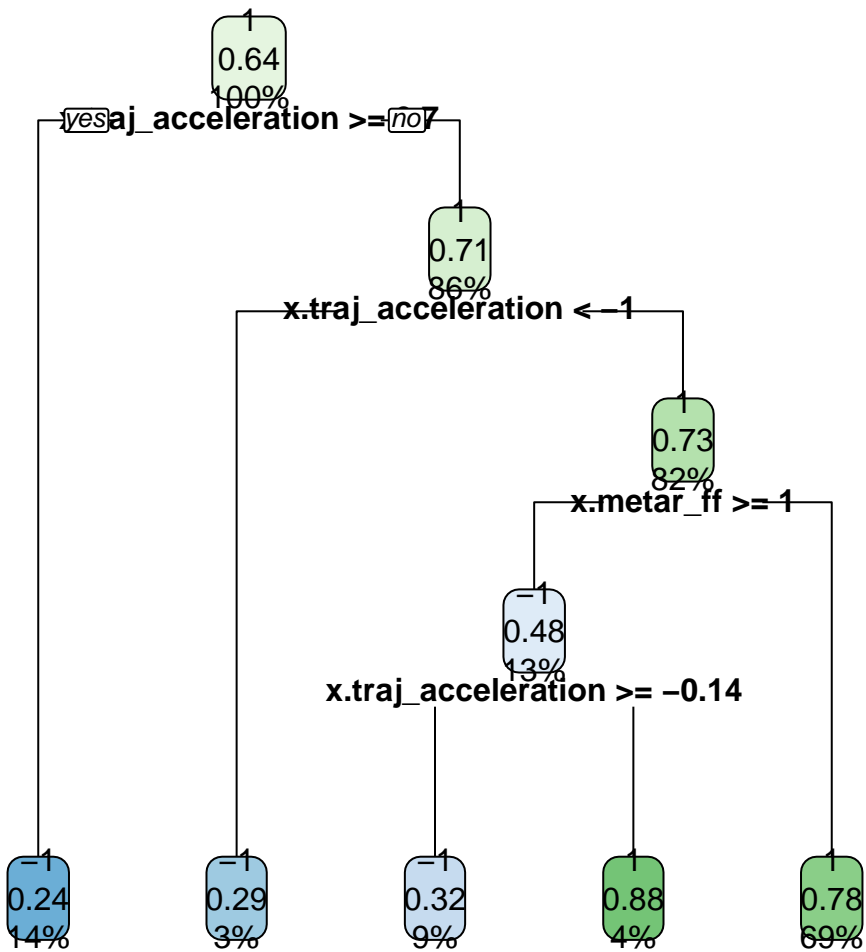 1
0.64
100%
yes aj_acceleration >= no 7
1
0.71
86%
x.traj_acceleration < −1
1
0.73
82%
x.metar_ff >= 1
−1
0.48
13%
x.traj_acceleration >= −0.14
−1 −1 −1 1 1
0.24 0.29 0.32 0.88 0.78
14% 3% 9% 4% 69%